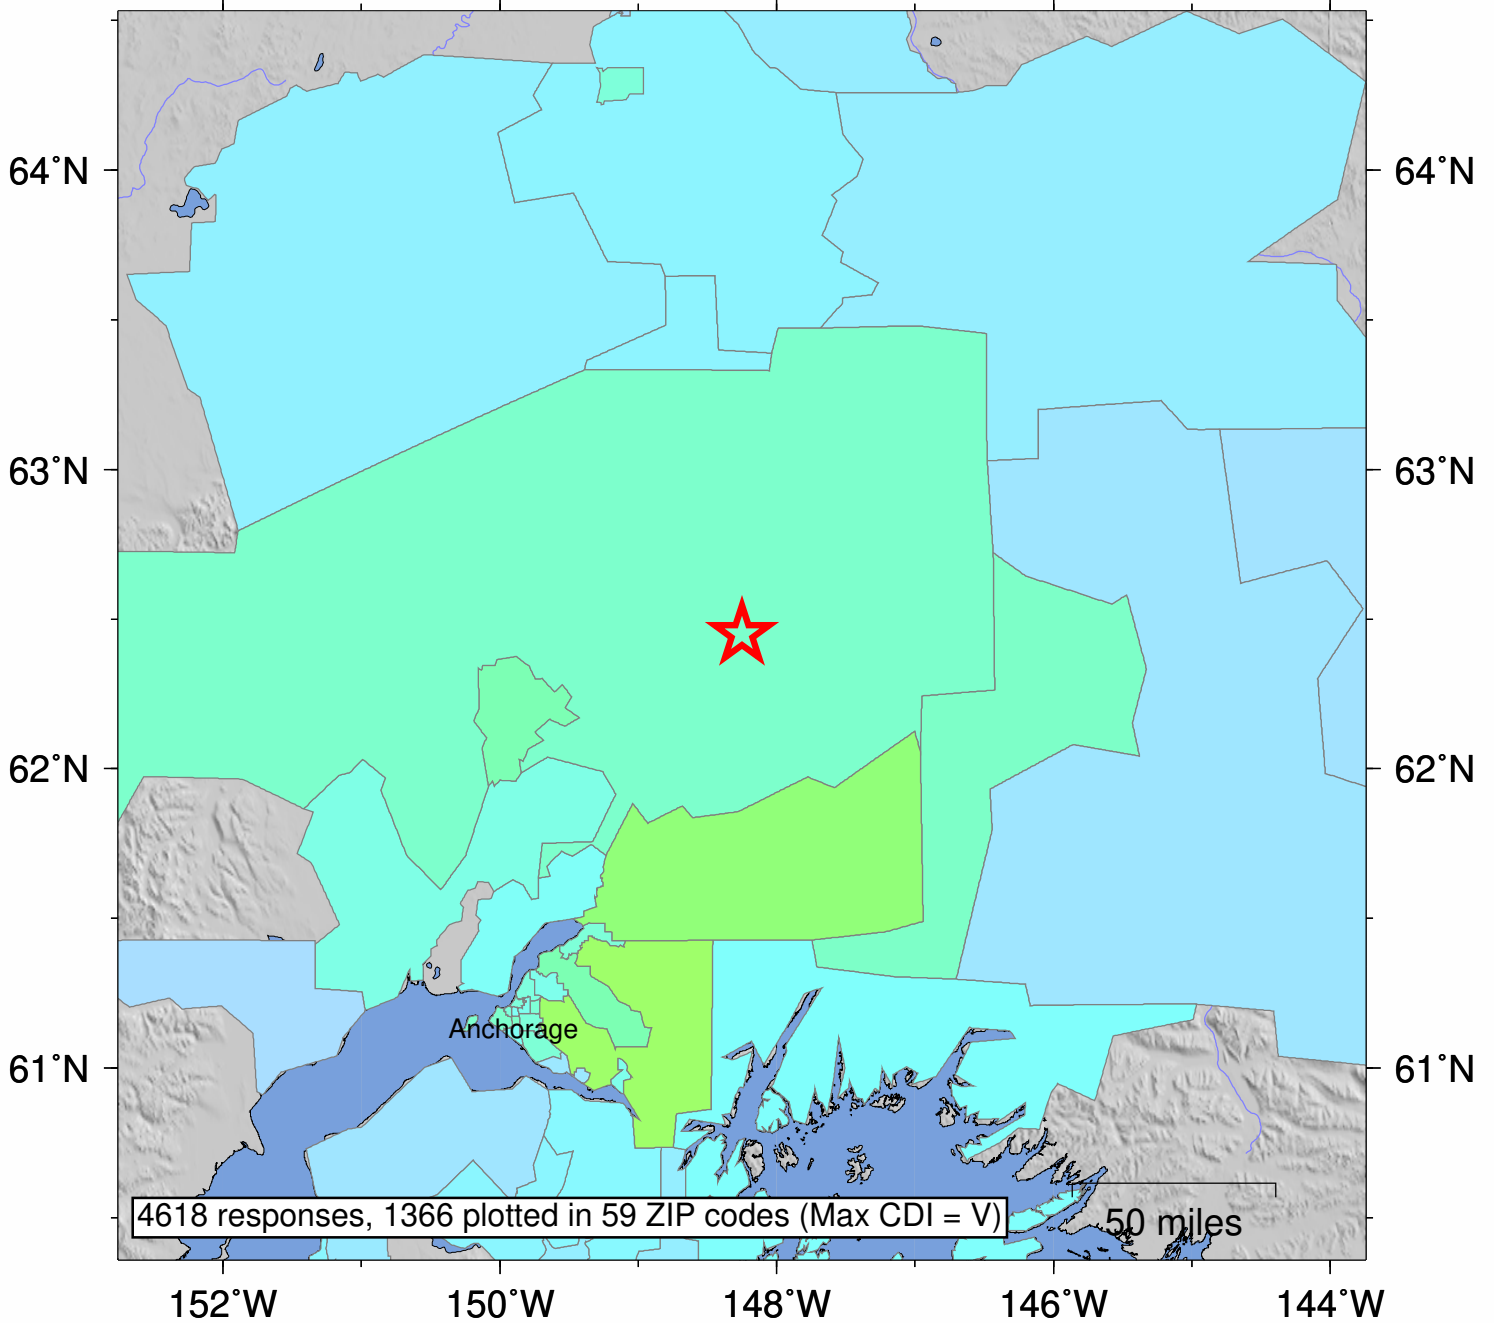 64°N
64°N
63°N
63°N
62°N
62°N
61°N
61°N
Anchorage
4618 responses, 1366 plotted in 59 ZIP codes (Max CDI = V)
50 miles
152°W
150°W
148°W
146°W
144°W